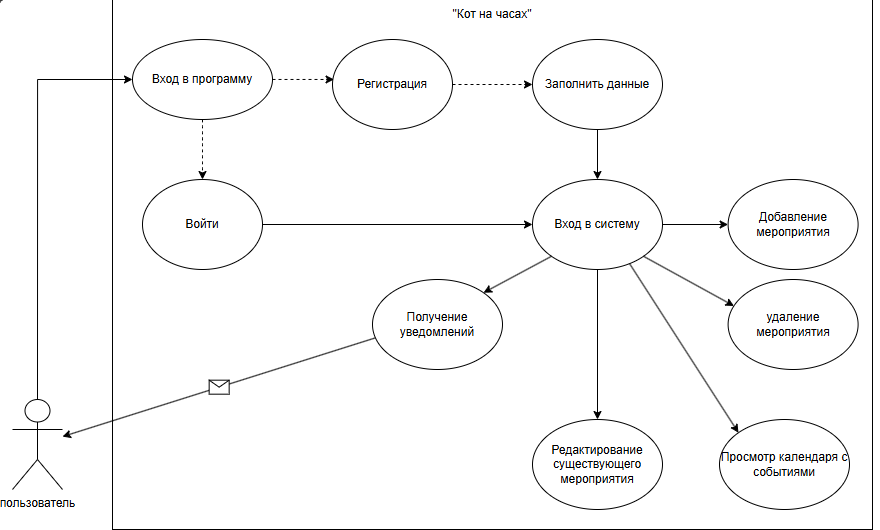 "Кот на часах"
Вход в программу
Регистрация
Заполнить данные
Войти
Вход в систему
Добавление
мероприятия
Получение
уведомлений
удаление
мероприятия
Редактирование
существующего
мероприятия
Просмотр календаря с
событиями
пользователь